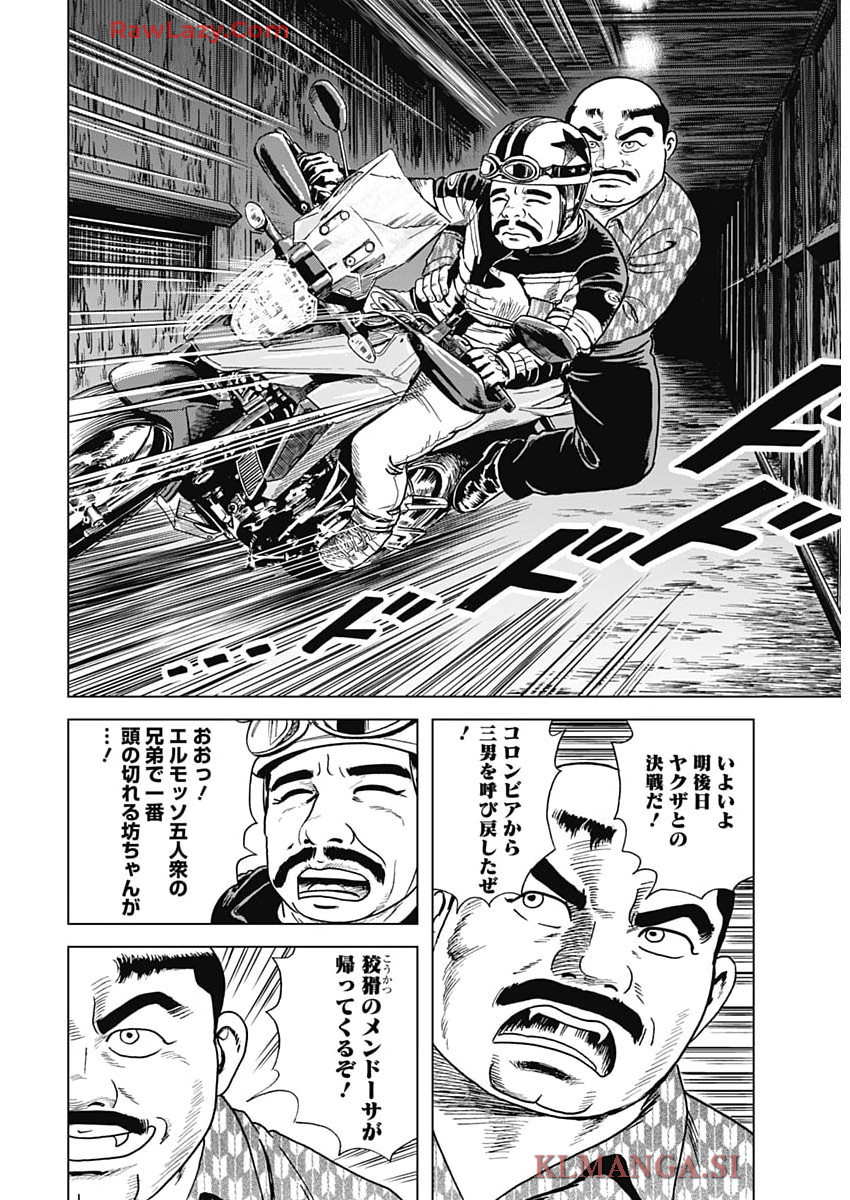 RawLazy.Com
ドドドドド……
いよいよ
明後日
ヤクザとの
決戦だ！
コロンビアから
三男を呼び戻したぜ
！
おおっ！
エルモッソ五人衆の
兄弟で一番
頭の切れる坊ちゃんが
…！
狡猾のメンドーサが
こうかつ
帰ってくるぞ！
KLMANGA.SI